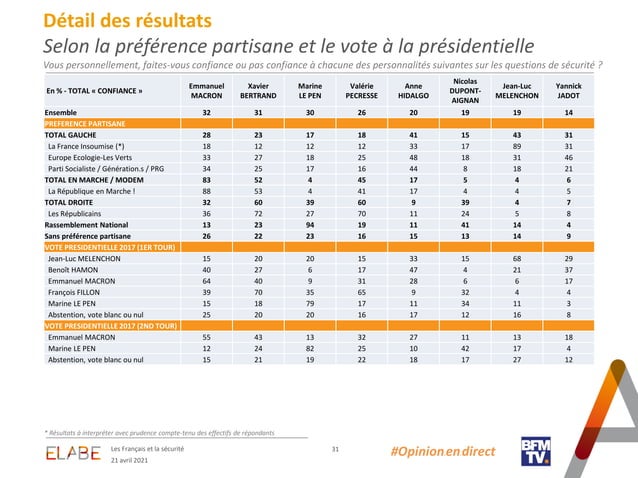 Détail des résultats
Selon la préférence partisane et le vote à la présidentielle
Vous personnellement, faites-vous confiance ou pas confiance à chacune des personnalités suivantes sur les questions de sécurité ?
En % - TOTAL « CONFIANCE » Emmanuel MACRON Xavier BERTRAND Marine LE PEN Valérie PECRESSE Anne HIDALGO Nicolas DUPONT-AIGNAN Jean-Luc MELENCHON Yannick JADOT
Ensemble 32 31 30 26 20 19 19 14
PREFERENCE PARTISANE
TOTAL GAUCHE 28 23 17 18 41 15 43 31
La France Insoumise (*) 18 12 12 12 33 17 89 31
Europe Ecologie-Les Verts 33 27 18 25 48 18 31 46
Parti Socialiste / Génération.s / PRG 34 25 17 16 44 8 18 21
TOTAL EN MARCHE / MODEM 83 52 4 45 17 5 4 6
La République en Marche ! 88 53 4 41 17 4 4 5
TOTAL DROITE 32 60 39 60 9 39 4 7
Les Républicains 36 72 27 70 11 24 5 8
Rassemblement National 13 23 94 19 11 41 14 4
Sans préférence partisane 26 22 23 16 15 13 14 9
VOTE PRESIDENTIELLE 2017 (1ER TOUR)
Jean-Luc MELENCHON 15 20 20 15 33 15 68 29
Benoît HAMON 40 27 6 17 47 4 21 37
Emmanuel MACRON 64 40 9 31 28 6 6 17
François FILLON 39 70 35 65 9 32 4 4
Marine LE PEN 15 18 79 17 11 34 11 3
Abstention, vote blanc ou nul 25 20 20 16 17 12 16 8
VOTE PRESIDENTIELLE 2017 (2ND TOUR)
Emmanuel MACRON 55 43 13 32 27 11 13 18
Marine LE PEN 12 24 82 25 10 42 17 4
Abstention, vote blanc ou nul 15 21 19 22 18 17 27 12
* Résultats à interpréter avec prudence compte-tenu des effectifs de répondants
ELABE
Les Français et la sécurité
21 avril 2021
31
#Opinion en direct
BFM
TV.